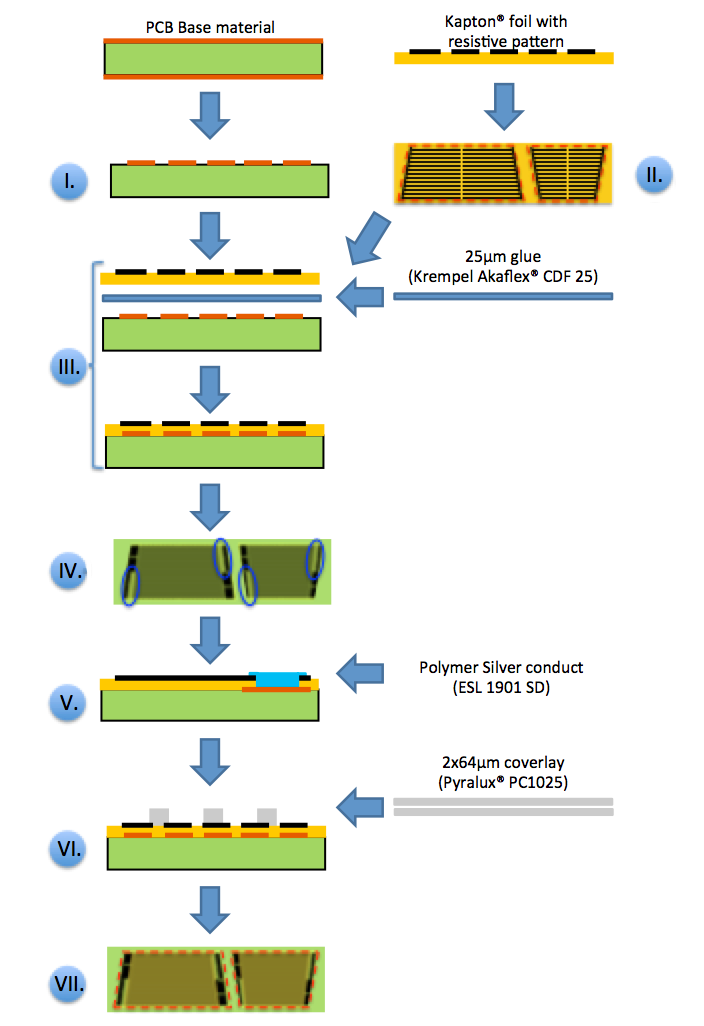 PCB Base material
Kapton® foil with
resistive pattern
I.
II.
25µm glue
(Krempel Akaflex® CDF 25)
III.
IV.
Polymer Silver conduct
(ESL 1901 SD)
V.
2x64µm coverlay
(Pyralux® PC1025)
VI.
VII.